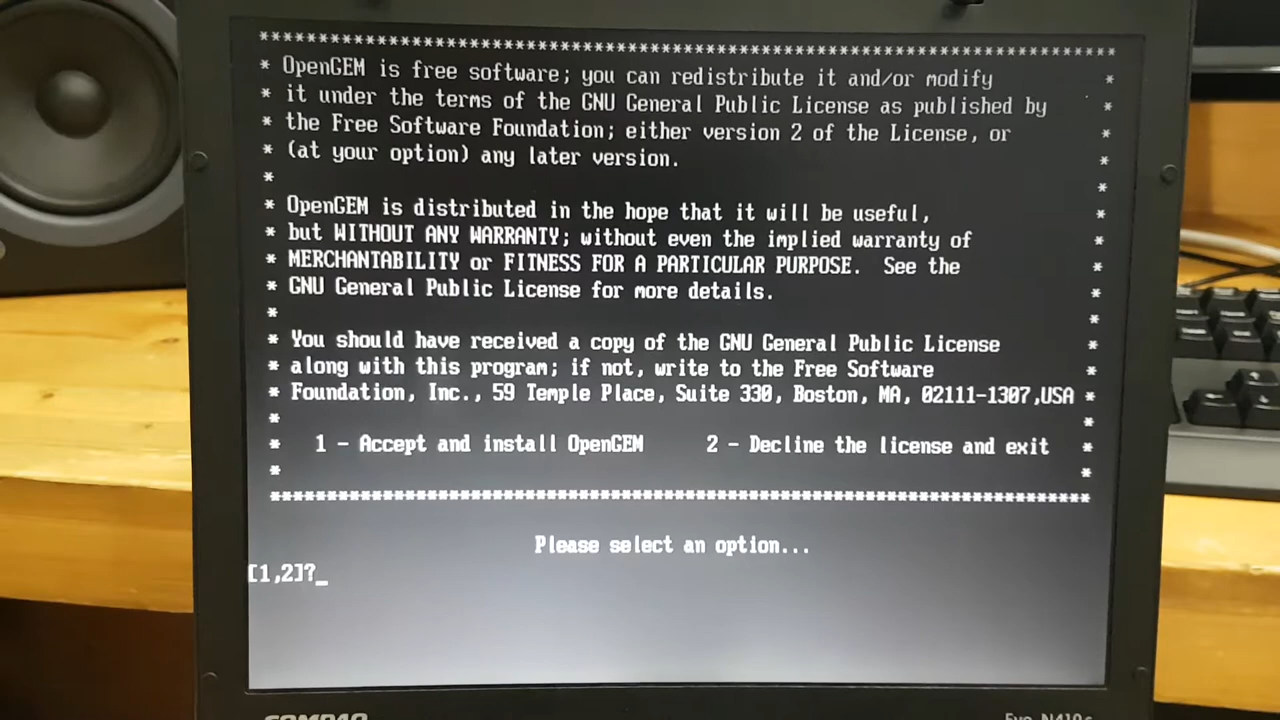 ********************************************************************************
* OpenGEM is free software; you can redistribute it and/or modify *
* it under the terms of the GNU General Public License as published by *
* the Free Software Foundation; either version 2 of the License, or *
* (at your option) any later version. *
* *
* OpenGEM is distributed in the hope that it will be useful, *
* but WITHOUT ANY WARRANTY; without even the implied warranty of *
* MERCHANTABILITY or FITNESS FOR A PARTICULAR PURPOSE.  See the *
* GNU General Public License for more details. *
* *
* You should have received a copy of the GNU General Public License *
* along with this program; if not, write to the Free Software *
* Foundation, Inc., 59 Temple Place, Suite 330, Boston, MA, 02111-1307,USA *
* *
* 1 - Accept and install OpenGEM 2 - Decline the license and exit *
* *
********************************************************************************
Please select an option...
[1,2]?_
COMPAQ Evo N410c